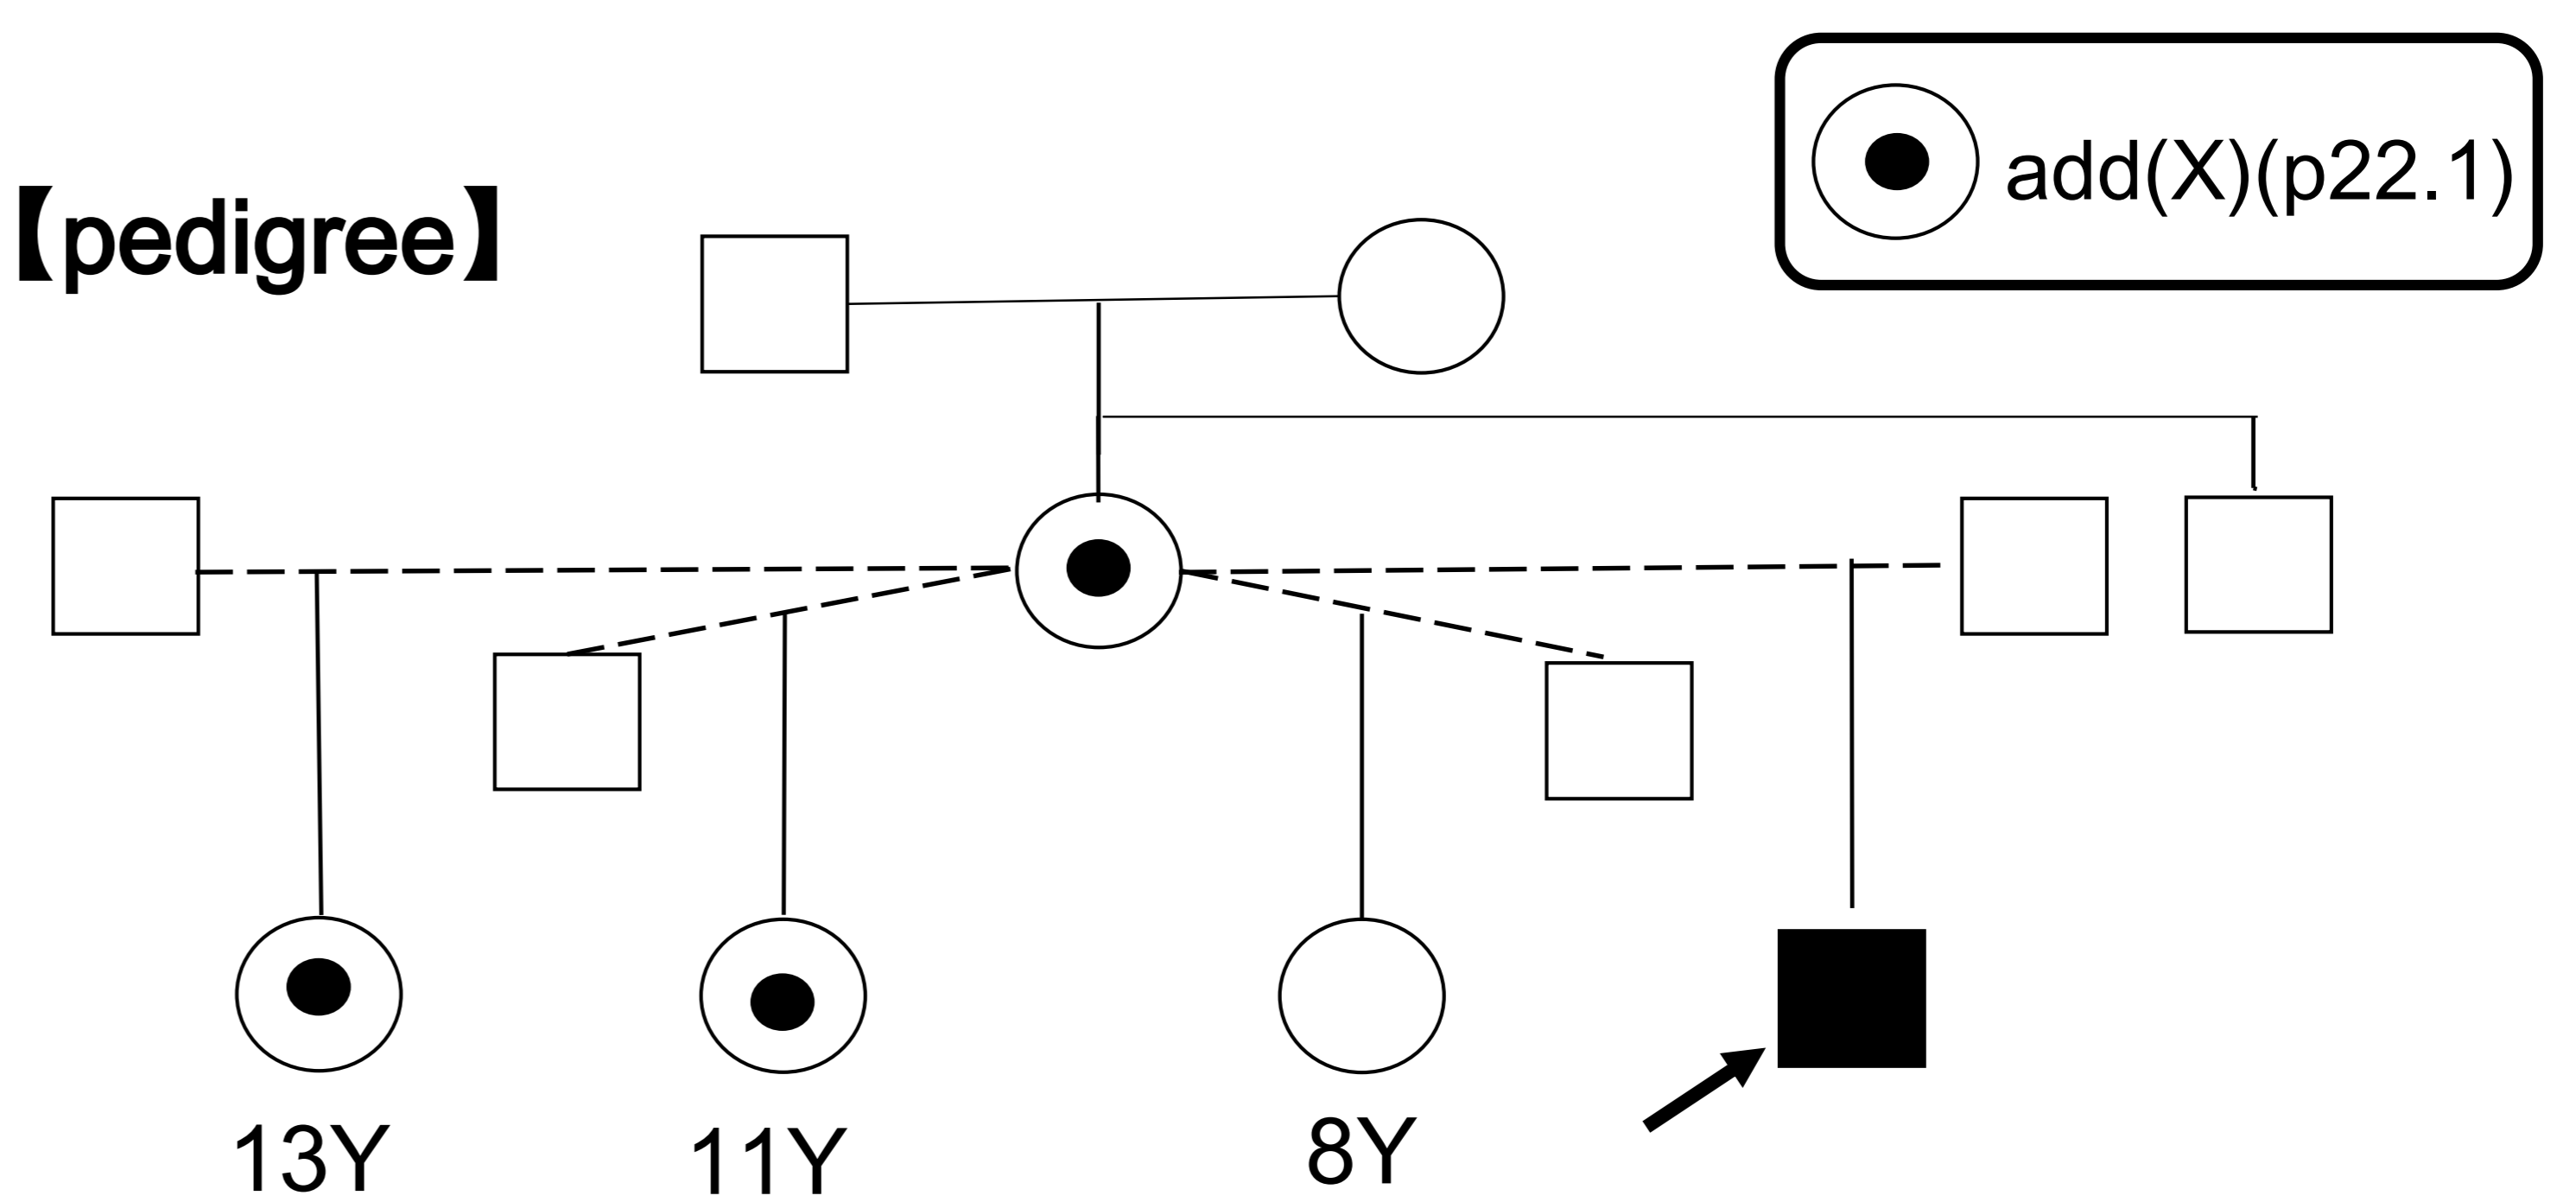 add(X)(p22.1)
【pedigree】
13Y
11Y
8Y